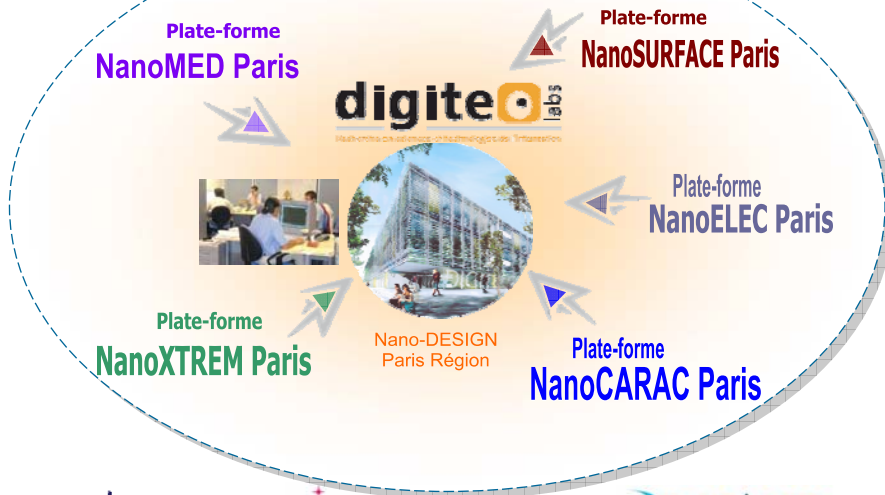 Plate-forme
NanoMED Paris
Plate-forme
NanoSURFACE Paris
digiteo
labs
Plate-forme
NanoELEC Paris
Plate-forme
NanoXTREM Paris
Nano-DESIGN
Paris Région
Plate-forme
NanoCARAC Paris